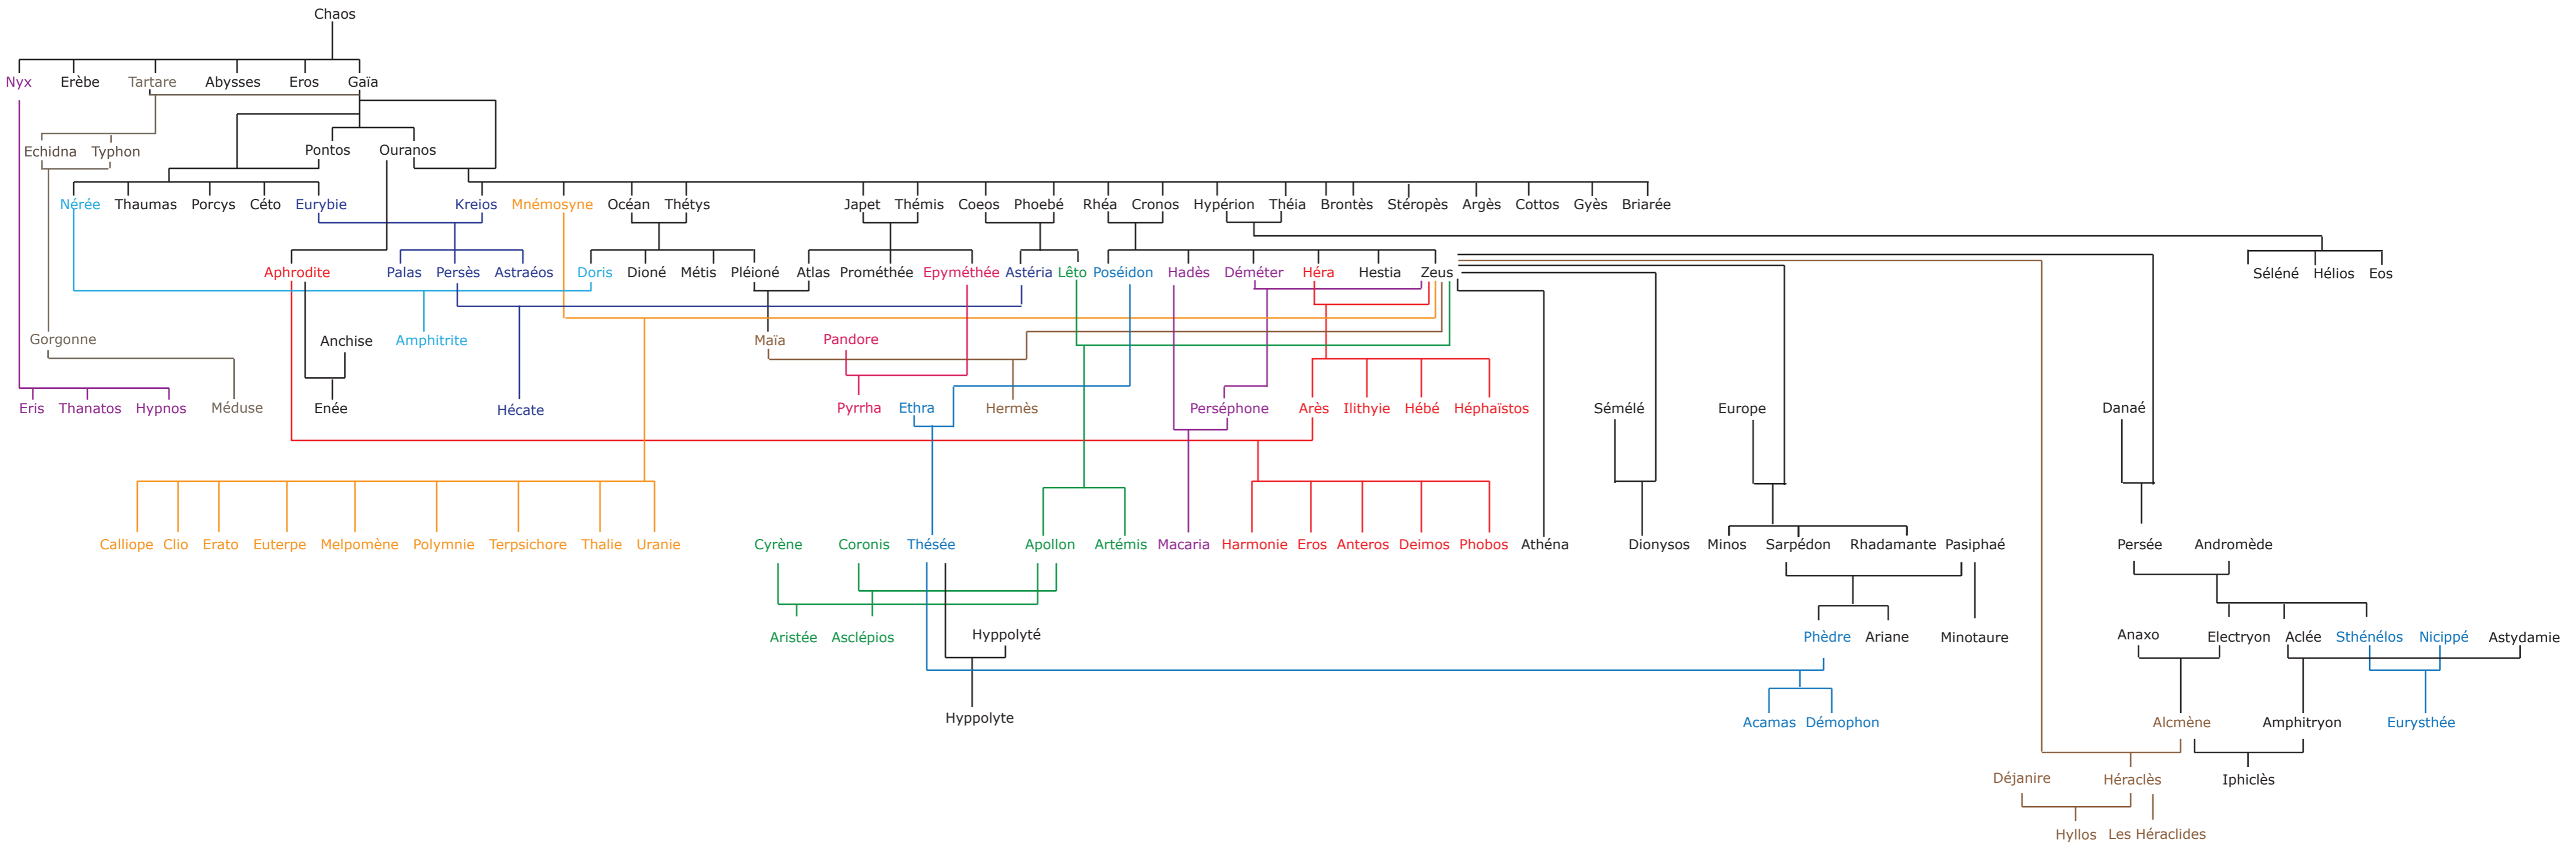 Chaos
Nyx Erèbe Tartare Abysses Eros Gaïa
Echidna Typhon Pontos Ouranos
Nérée Thaumas Porcys Céto Eurybie Kreios Mnémosyne Océan Thétys Japet Thémis Coeos Phoebé Rhéa Cronos Hypérion Théia Brontès Stéropès Argès Cottos Gyès Briarée
Aphrodite Palas Persès Astraéos Doris Dioné Métis Pléioné Atlas Prométhée Epyméthée Astéria Lêto Poséidon Hadès Déméter Héra Hestia Zeus Séléné Hélios Eos
Gorgonne Anchise Amphitrite Maïa Pandore
Eris Thanatos Hypnos Méduse Enée Hécate Pyrrha Ethra Hermès Perséphone Arès Ilithyie Hébé Héphaïstos Sémélé Europe Danaé
Calliope Clio Erato Euterpe Melpomène Polymnie Terpsichore Thalie Uranie Cyrène Coronis Thésée Apollon Artémis Macaria Harmonie Eros Anteros Deimos Phobos Athéna Dionysos Minos Sarpédon Rhadamante Pasiphaé Persée Andromède
Aristée Asclépios Hyppolyté Phèdre Ariane Minotaure Anaxo Electryon Aclée Sthénélos Nicippé Astydamie
Hyppolyte Acamas Démophon Alcmène Amphitryon Eurysthée
Déjanire Héraclès Iphiclès
Hyllos Les Héraclides